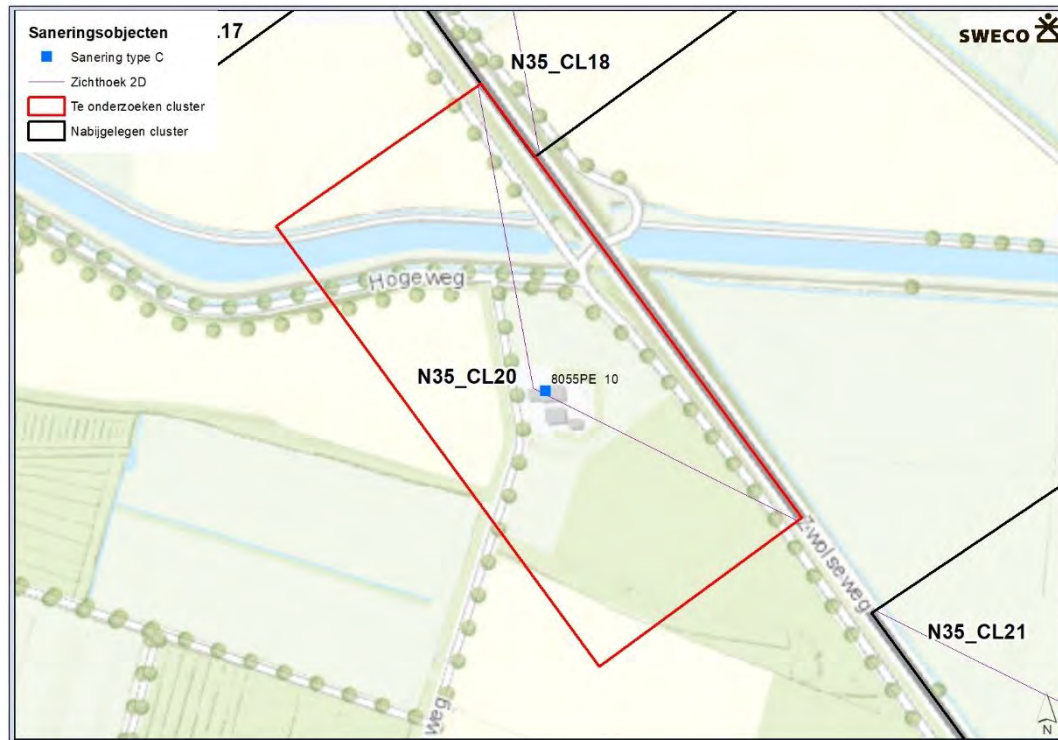 Saneringsobjecten
Sanering type C
Zichthoek 2D
Te onderzoeken cluster
Nabijgelegen cluster
.17
N35_CL18
SWECO
Hogeweg
N35_CL20
8055PE 10
Zwolseweg
N35_CL21
weg
N